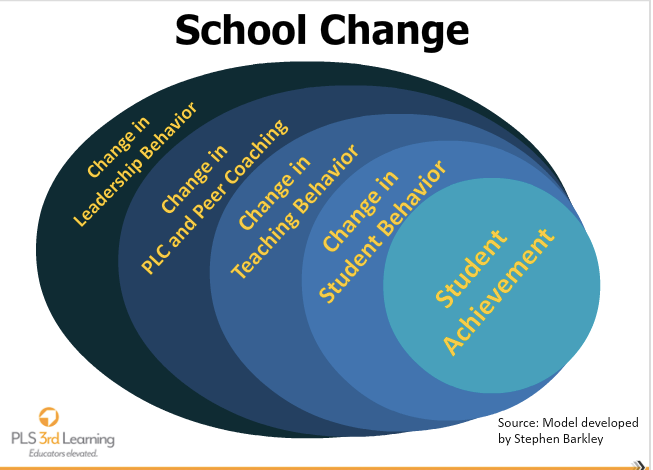 School Change
Change in
Leadership Behavior
Change in
PLC and Peer Coaching
Change in
Teaching Behavior
Change in
Student Behavior
Student
Achievement
PLS 3rd Learning
Educators elevated.
Source: Model developed
by Stephen Barkley